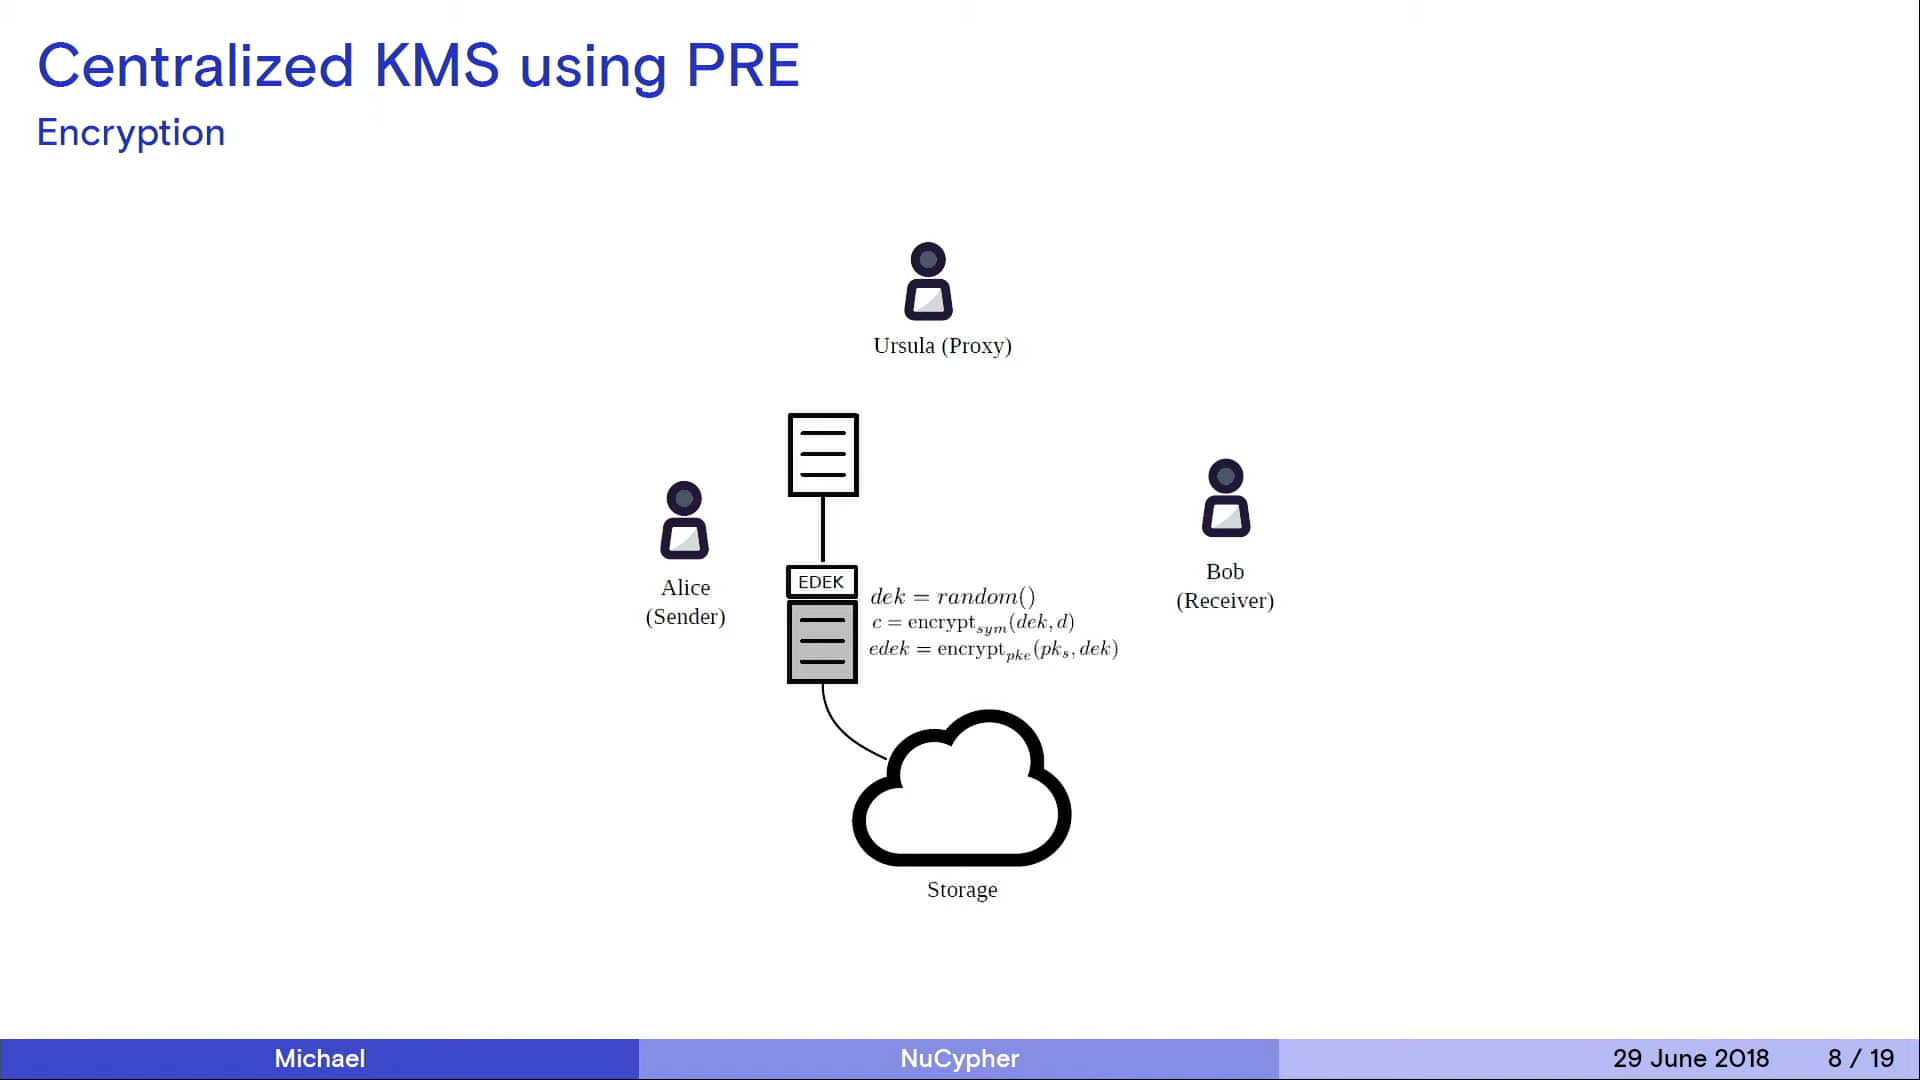 Centralized KMS using PRE
Encryption
Ursula (Proxy)
Alice
(Sender)
Bob
(Receiver)
EDEK
dek = random()
c = encrypt_sym(dek, d)
edek = encrypt_pke(pk_s, dek)
Storage
Michael
NuCypher
29 June 2018
8 / 19